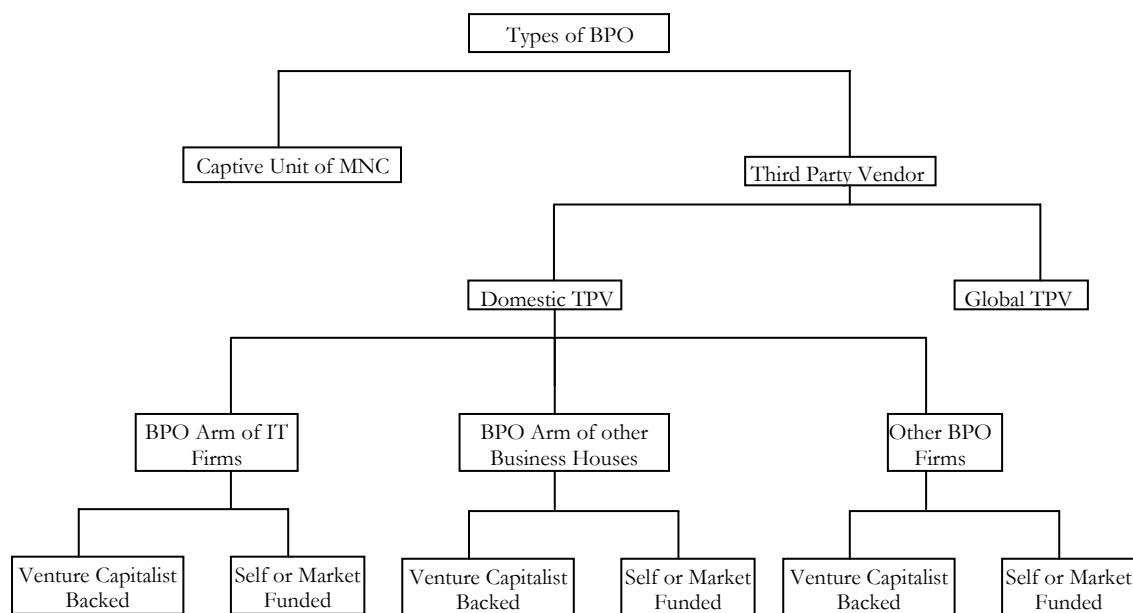 Types of BPO
Captive Unit of MNC
Third Party Vendor
Domestic TPV
Global TPV
BPO Arm of IT
Firms
BPO Arm of other
Business Houses
Other BPO
Firms
Venture Capitalist
Backed
Self or Market
Funded
Venture Capitalist
Backed
Self or Market
Funded
Venture Capitalist
Backed
Self or Market
Funded